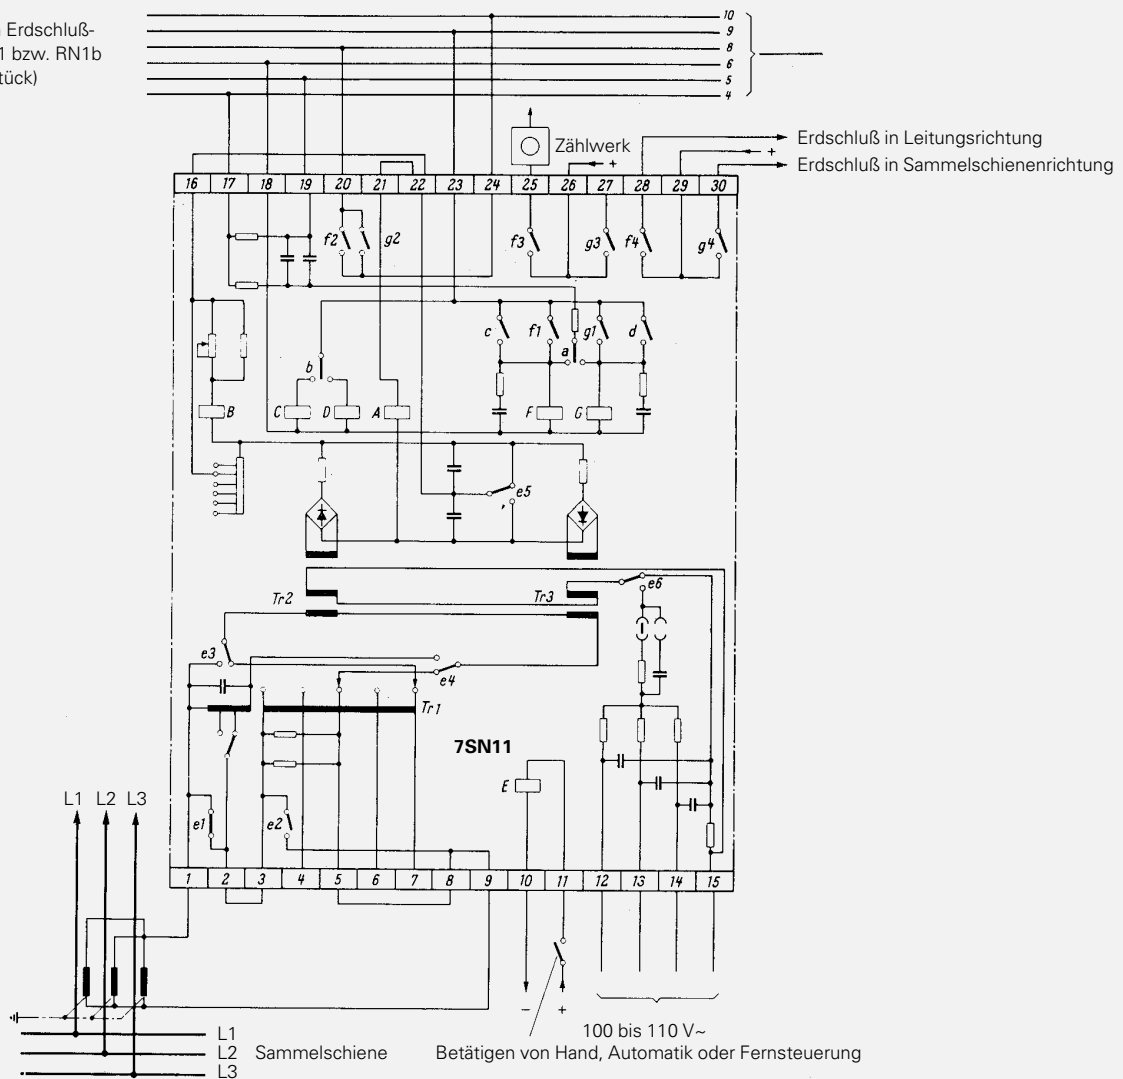 Erdschluß-
1 bzw. RN1b
tück)
10
9
8
6
5
4
Zählwerk
+
+
Erdschluß in Leitungsrichtung
Erdschluß in Sammelschienenrichtung
16 17 18 19 20 21 22 23 24 25 26 27 28 29 30
f2 g2 f3 g3 f4 g4
c f1 g1 d
a
b
B C D A F G
e5
Tr2 Tr3 e6
e3
e4
Tr1
7SN11
E
L1 L2 L3
e1 e2
1 2 3 4 5 6 7 8 9 10 11 12 13 14 15
- +
100 bis 110 V~
L1
L2 Sammelschiene Betätigen von Hand, Automatik oder Fernsteuerung
L3